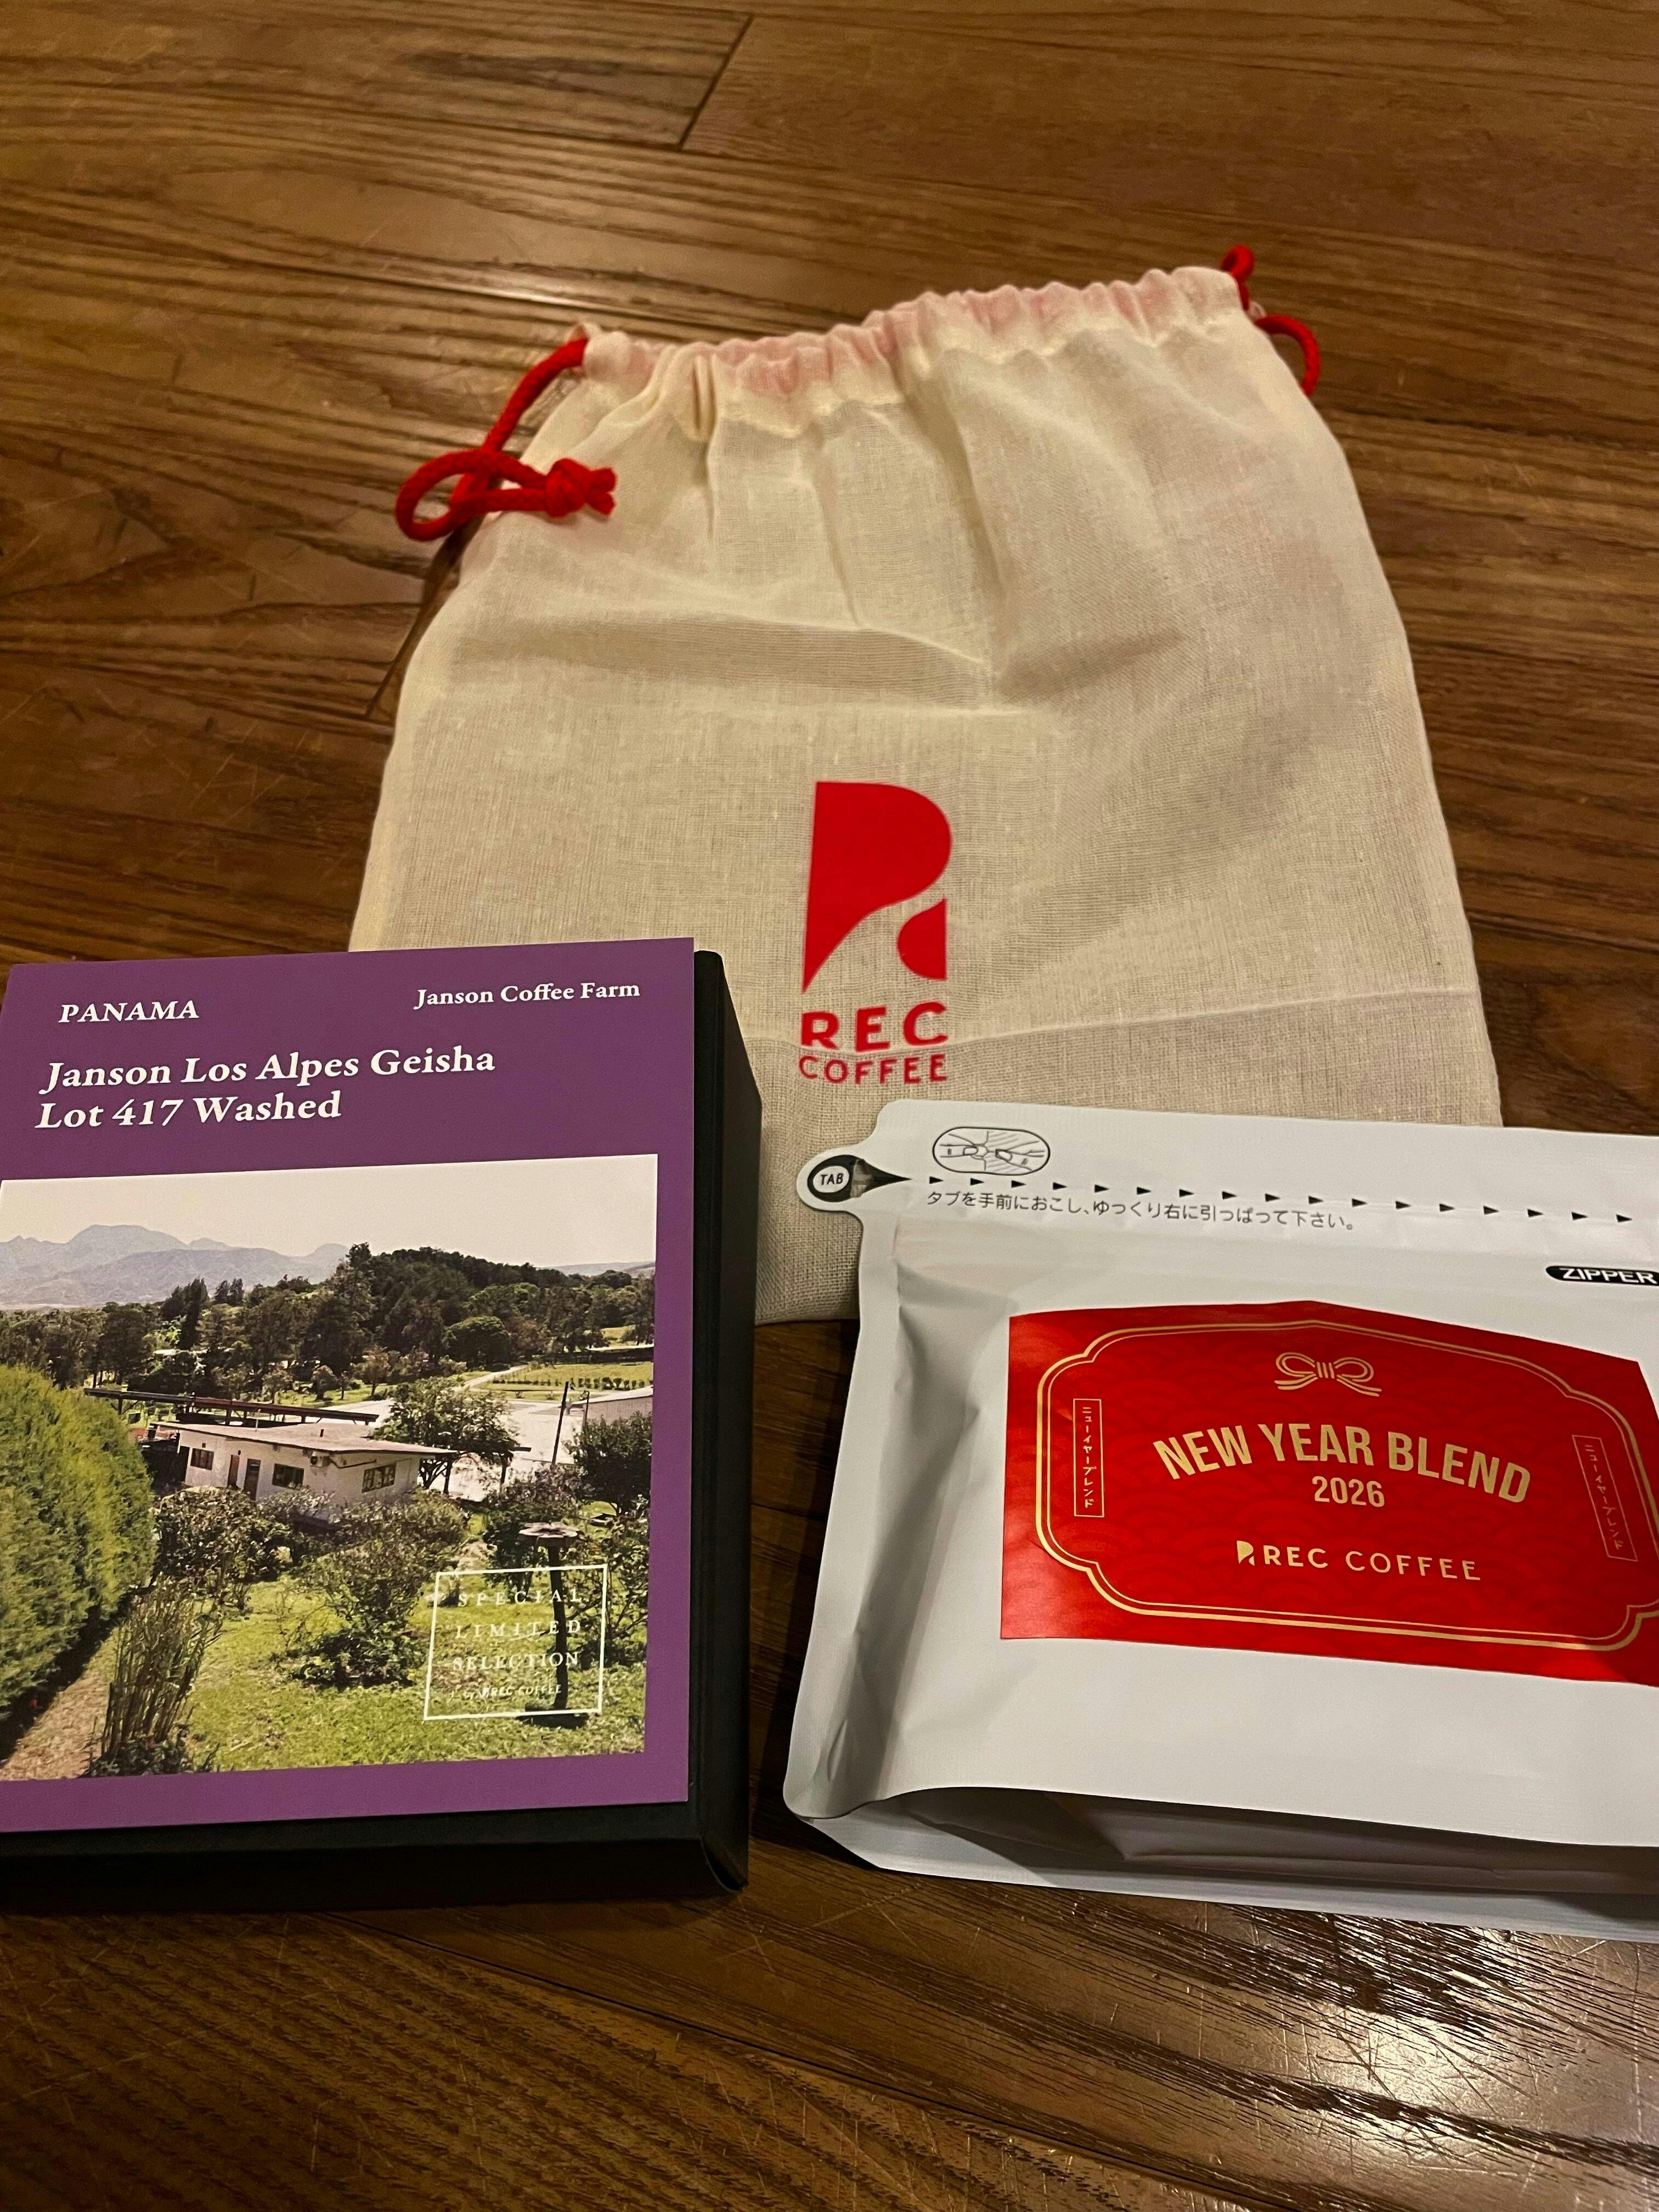 REC
COFFEE
PANAMA
Janson Coffee Farm
Janson Los Alpes Geisha
Lot 417 Washed
SPECIAL
LIMITED
SELECTION
by REC COFFEE
TAB
タブを手前におこし、ゆっくり右に引っぱって下さい。
ZIPPER
ニューイヤーブレンド
NEW YEAR BLEND
2026
REC COFFEE
ニューイヤーブレンド